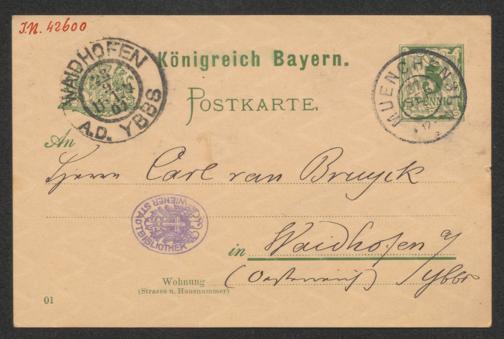 I.N. 42600
Königreich Bayern.
WAIDHOFEN
A.D. YBBS
MUENCHEN
PFENNIG
POSTKARTE.
An
Herrn Carl van Bruyck
WIENER STADTBIBLIOTHEK
in Waidhofen a/
(Oesterreich) Ybbs
Wohnung
(Strasse u. Hausnummer)
01